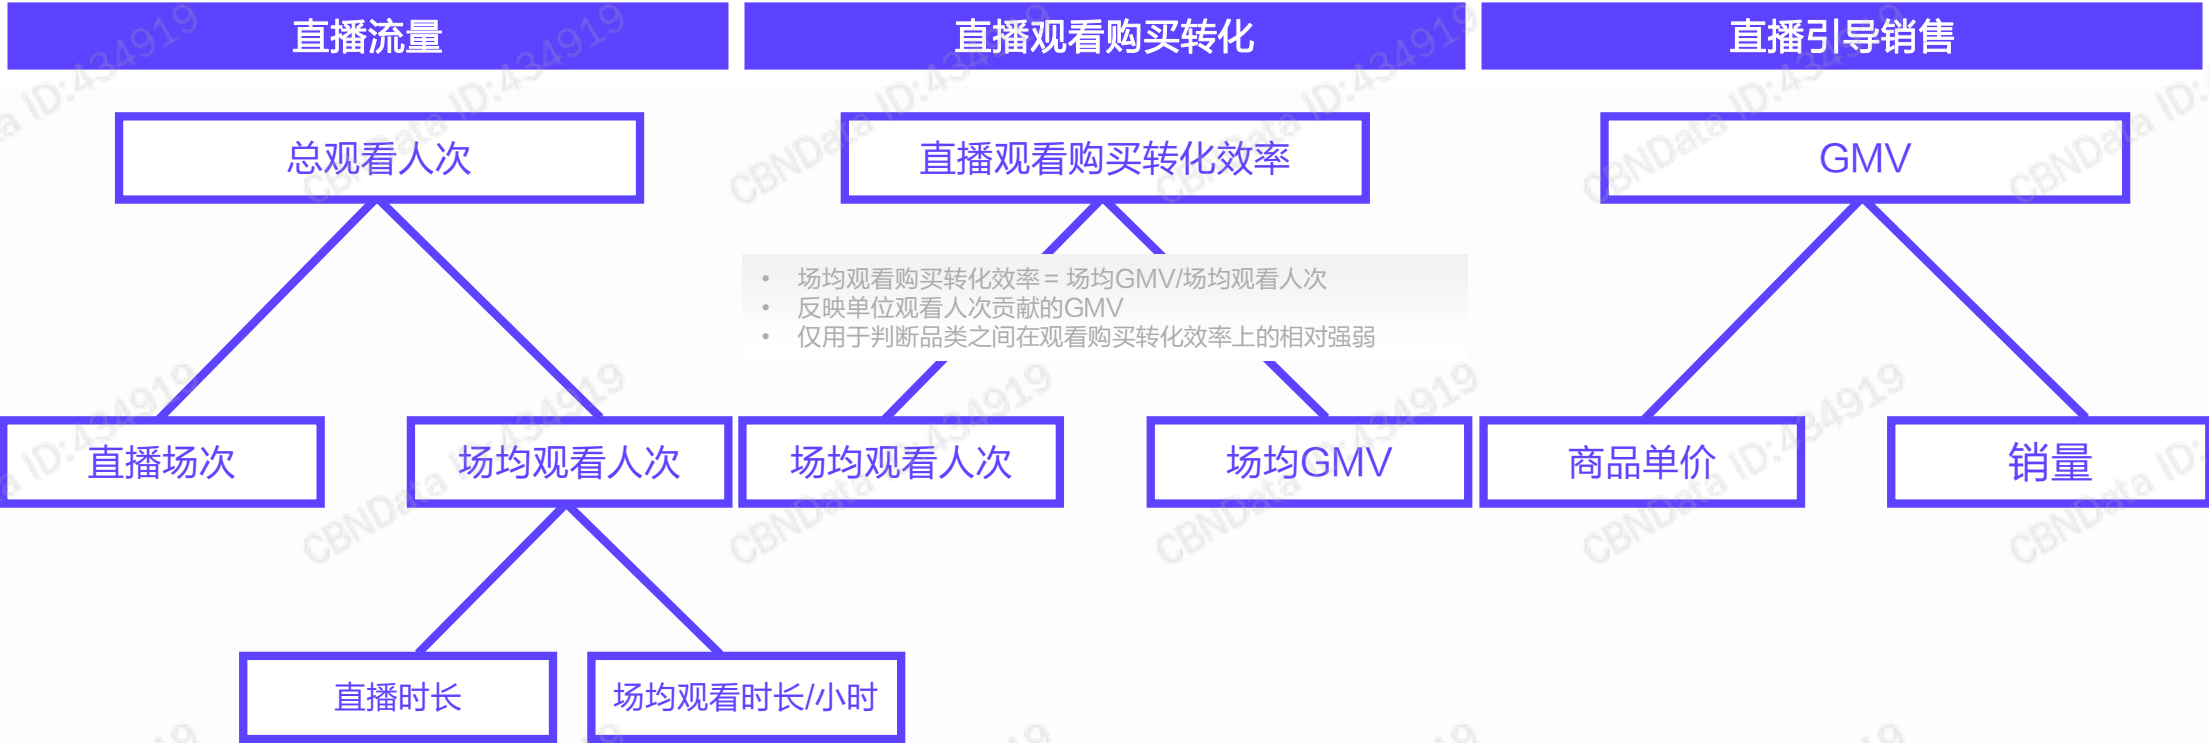 直播流量
直播观看购买转化
直播引导销售
总观看人次
直播观看购买转化效率
GMV
• 场均观看购买转化效率 = 场均GMV/场均观看人次
• 反映单位观看人次贡献的GMV
• 仅用于判断品类之间在观看购买转化效率上的相对强弱
直播场次
场均观看人次
场均观看人次
场均GMV
商品单价
销量
直播时长
场均观看时长/小时
CBNData ID:434919